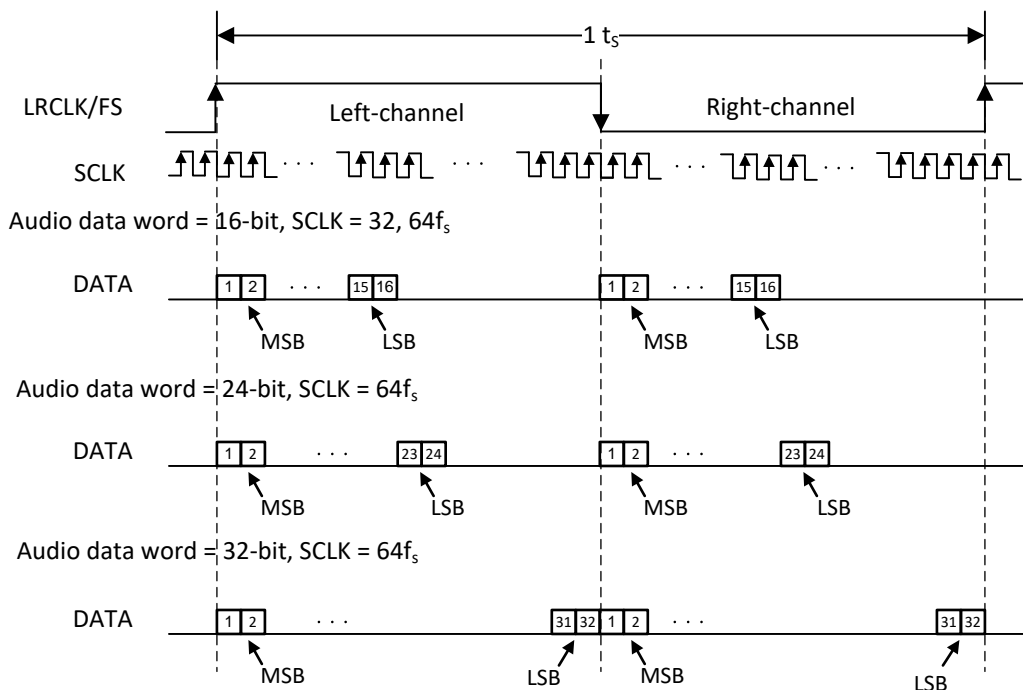 1 tS
LRCLK/FS
Left-channel
Right-channel
SCLK
. . .
. . .
. . .
. . .
Audio data word = 16-bit, SCLK = 32, 64fs
DATA
1 2 . . . 15 16 1 2 . . . 15 16
MSB LSB MSB LSB
Audio data word = 24-bit, SCLK = 64fs
DATA
1 2 . . . 23 24 1 2 . . . 23 24
MSB LSB MSB LSB
Audio data word = 32-bit, SCLK = 64fs
DATA
1 2 . . . 31 32 1 2 . . . 31 32
MSB LSB MSB LSB